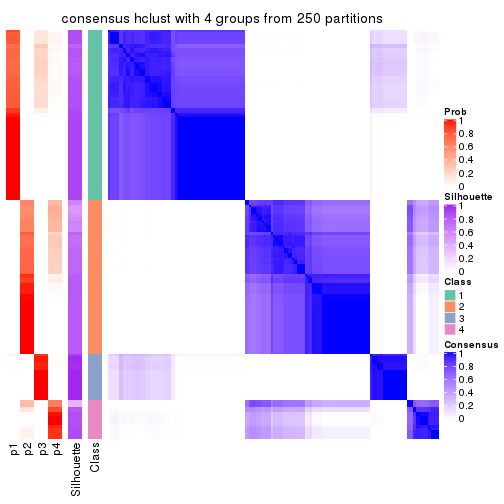 consensus hclust with 4 groups from 250 partitions
Prob
1
0.8
0.6
0.4
0.2
0
Silhouette
1
0.8
0.6
0.4
0.2
0
Class
1
2
3
4
Consensus
1
0.8
0.6
0.4
0.2
0
p1
p2
p3
p4
Silhouette
Class